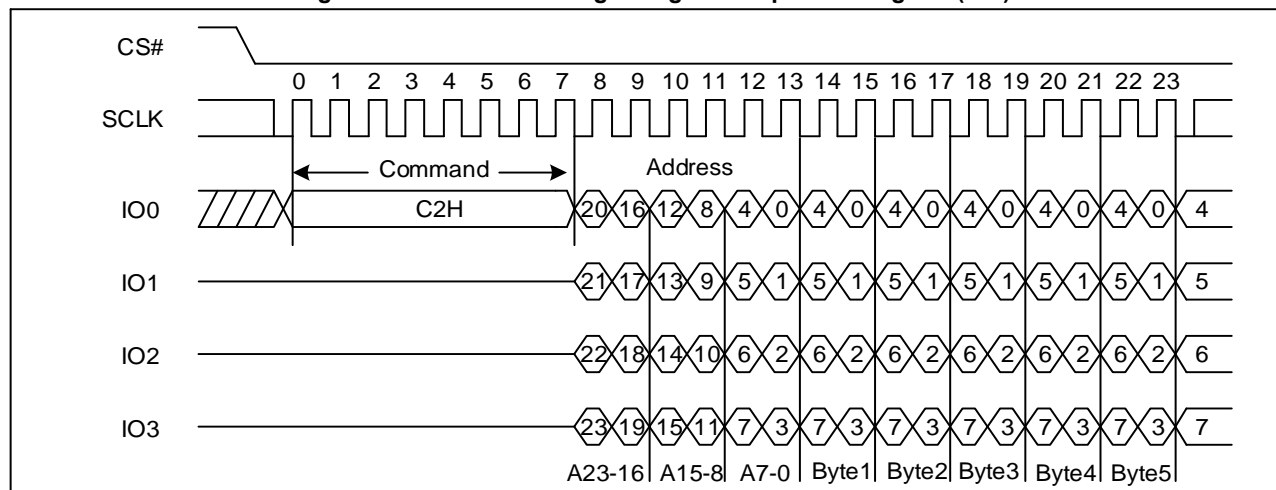 CS#
0 1 2 3 4 5 6 7 8 9 10 11 12 13 14 15 16 17 18 19 20 21 22 23
SCLK
Command Address
IO0 C2H 20 16 12 8 4 0 4 0 4 0 4 0 4 0 4 0 4
IO1 21 17 13 9 5 1 5 1 5 1 5 1 5 1 5 1 5
IO2 22 18 14 10 6 2 6 2 6 2 6 2 6 2 6 2 6
IO3 23 19 15 11 7 3 7 3 7 3 7 3 7 3 7 3 7
A23-16 A15-8 A7-0 Byte1 Byte2 Byte3 Byte4 Byte5